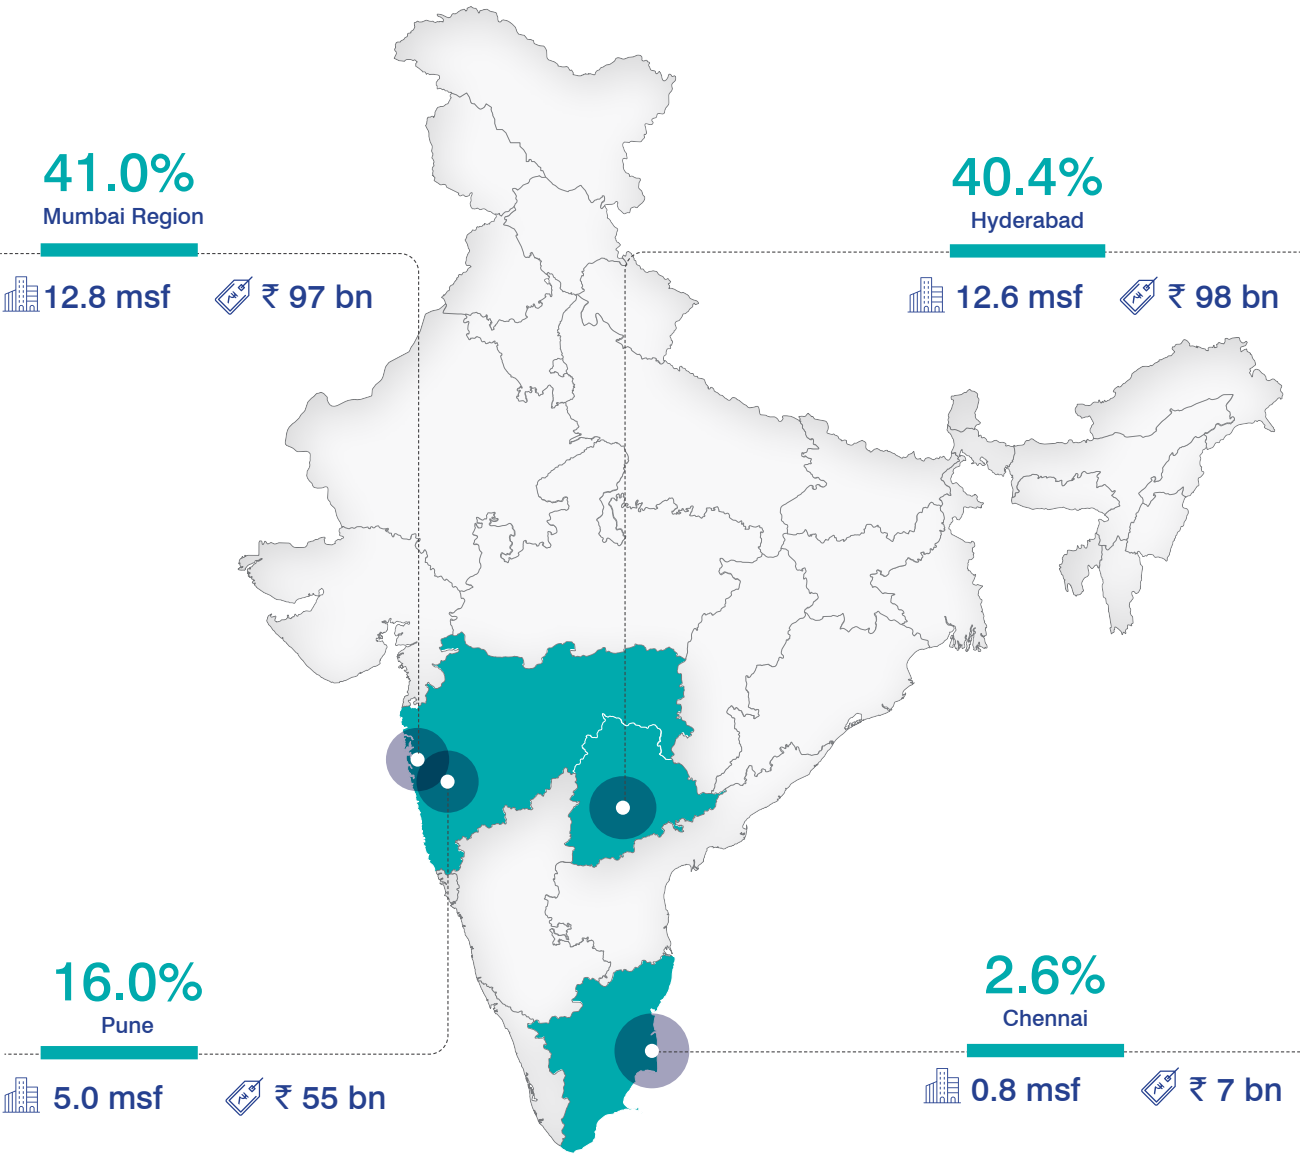 41.0%
Mumbai Region
12.8 msf
₹ 97 bn
40.4%
Hyderabad
12.6 msf
₹ 98 bn
16.0%
Pune
5.0 msf
₹ 55 bn
2.6%
Chennai
0.8 msf
₹ 7 bn